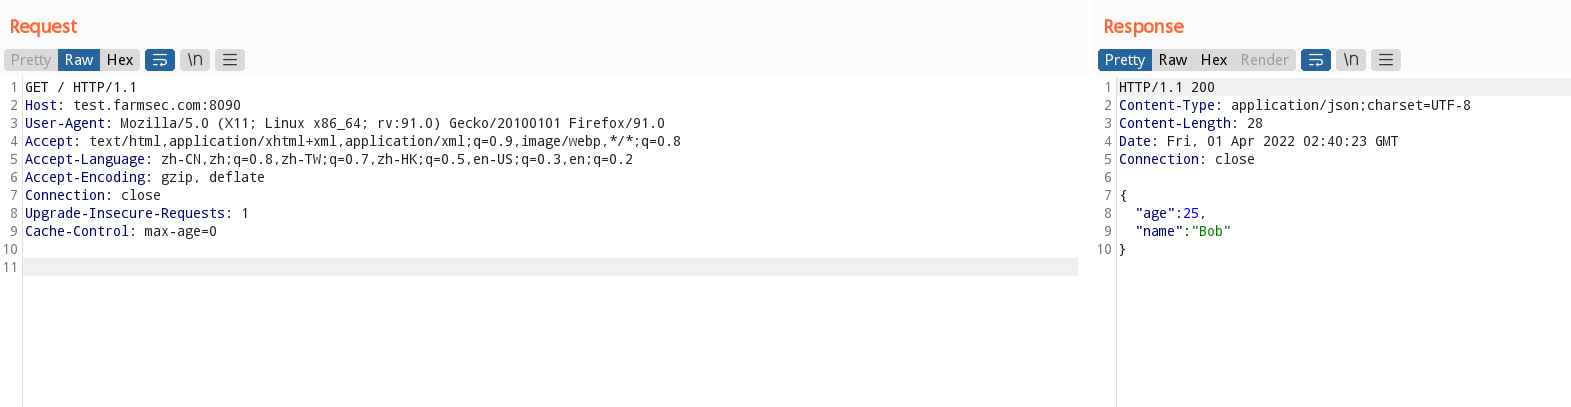 Request
Pretty Raw Hex \n
1 GET / HTTP/1.1
2 Host: test.farmsec.com:8090
3 User-Agent: Mozilla/5.0 (X11; Linux x86_64; rv:91.0) Gecko/20100101 Firefox/91.0
4 Accept: text/html,application/xhtml+xml,application/xml;q=0.9,image/webp,*/*;q=0.8
5 Accept-Language: zh-CN,zh;q=0.8,zh-TW;q=0.7,zh-HK;q=0.5,en-US;q=0.3,en;q=0.2
6 Accept-Encoding: gzip, deflate
7 Connection: close
8 Upgrade-Insecure-Requests: 1
9 Cache-Control: max-age=0
10
11
Response
Pretty Raw Hex Render \n
1 HTTP/1.1 200
2 Content-Type: application/json;charset=UTF-8
3 Content-Length: 28
4 Date: Fri, 01 Apr 2022 02:40:23 GMT
5 Connection: close
6
7 {
8 "age":25,
9 "name":"Bob"
10 }